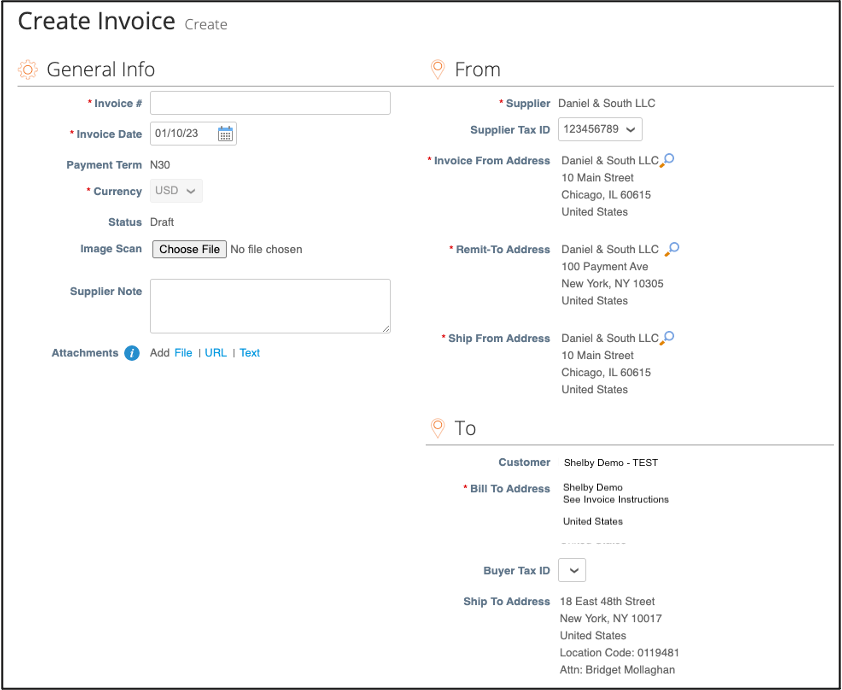 Create Invoice Create
General Info
* Invoice #
* Invoice Date 01/10/23
Payment Term N30
* Currency USD
Status Draft
Image Scan Choose File No file chosen
Supplier Note
Attachments i Add File | URL | Text
From
* Supplier Daniel & South LLC
Supplier Tax ID 123456789
* Invoice From Address Daniel & South LLC
10 Main Street
Chicago, IL 60615
United States
* Remit-To Address Daniel & South LLC
100 Payment Ave
New York, NY 10305
United States
* Ship From Address Daniel & South LLC
10 Main Street
Chicago, IL 60615
United States
To
Customer Shelby Demo - TEST
* Bill To Address Shelby Demo
See Invoice Instructions
United States
Buyer Tax ID
Ship To Address 18 East 48th Street
New York, NY 10017
United States
Location Code: 0119481
Attn: Bridget Mollaghan